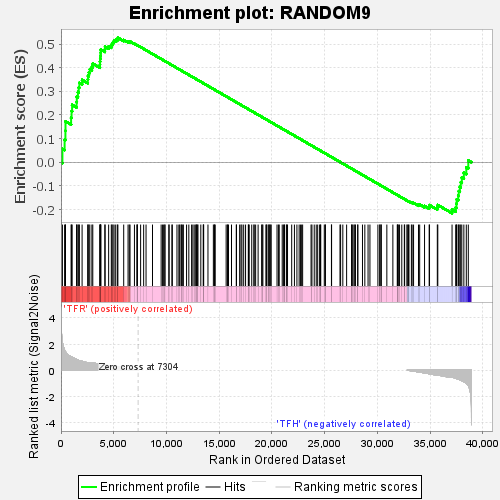 Enrichment plot: RANDOM9
Enrichment score (ES)
0.5
0.4
0.3
0.2
0.1
0.0
-0.1
-0.2
Ranked list metric (Signal2Noise)
'TFR' (positively correlated)
4
2
0
-2
-4
Zero cross at 7304
'TFH' (negatively correlated)
0
5,000
10,000
15,000
20,000
25,000
30,000
35,000
40,000
Rank in Ordered Dataset
Enrichment profile
Hits
Ranking metric scores